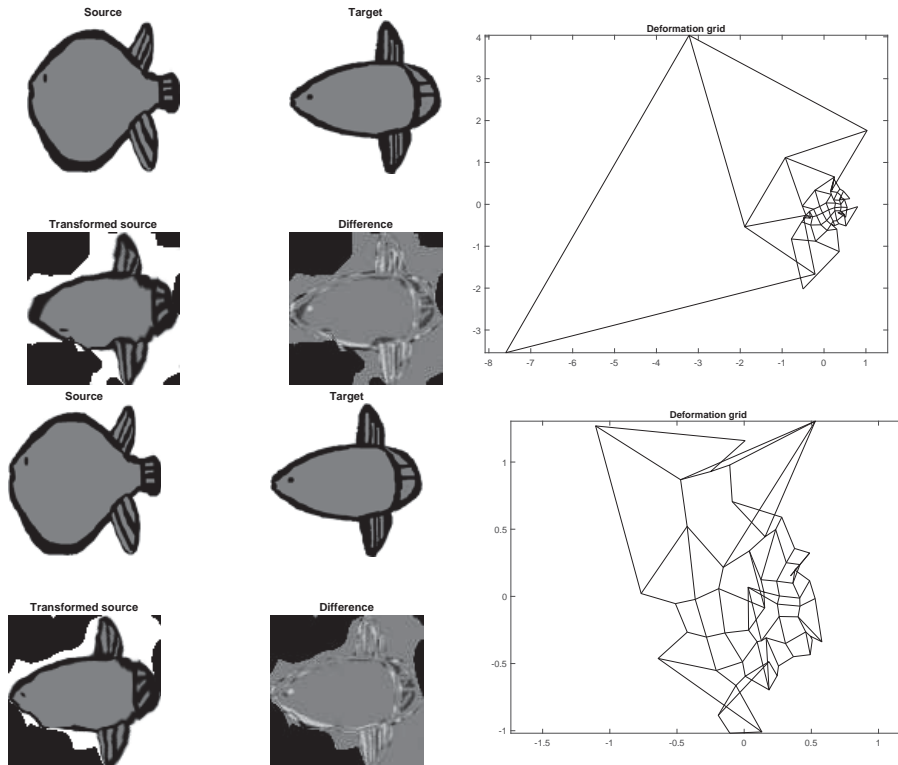 Source
Target
Deformation grid
4
3
2
1
0
-1
-2
-3
-8 -7 -6 -5 -4 -3 -2 -1 0 1
Transformed source
Difference
Source
Target
Deformation grid
1
0.5
0
-0.5
-1
-1.5 -1 -0.5 0 0.5 1
Transformed source
Difference